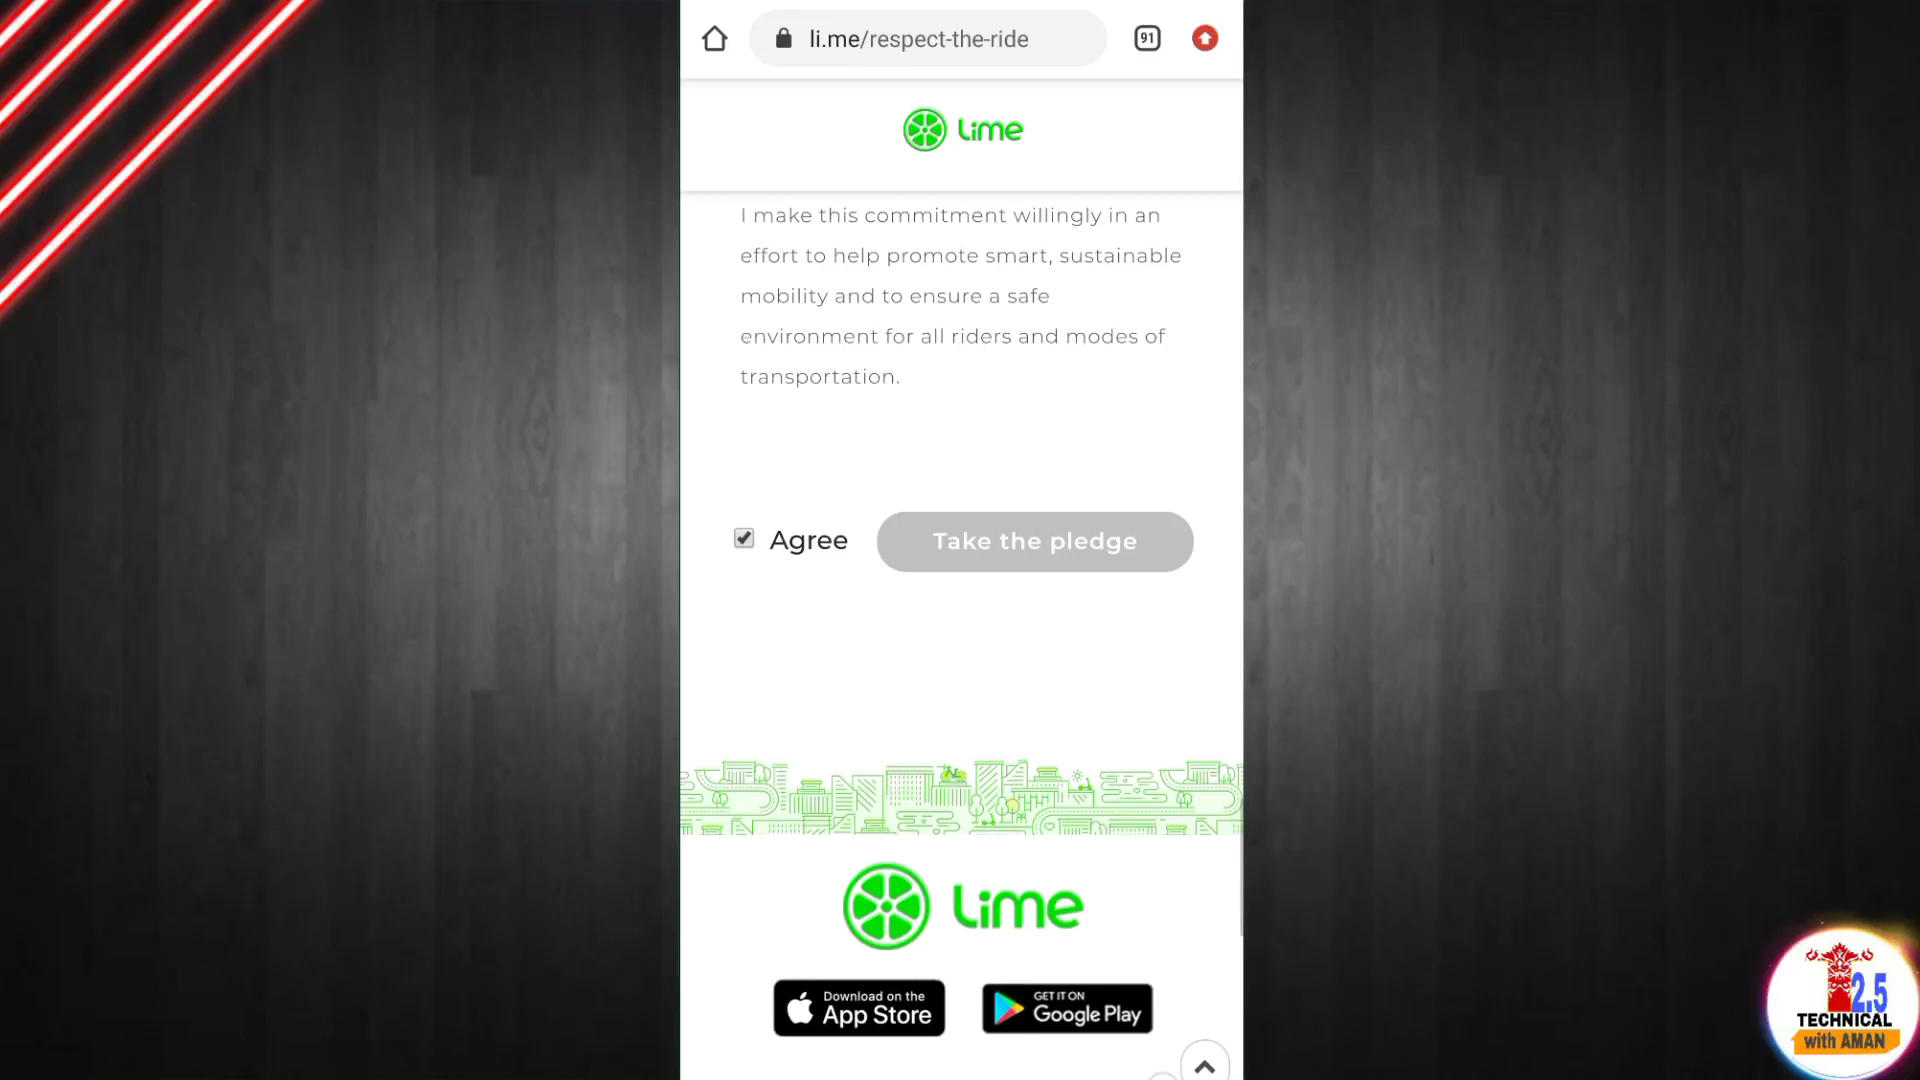 li.me/respect-the-ride
91
Lime
I make this commitment willingly in an
effort to help promote smart, sustainable
mobility and to ensure a safe
environment for all riders and modes of
transportation.
Agree
Take the pledge
Lime
Download on the
App Store
GET IT ON
Google Play
2.5
TECHNICAL
with AMAN